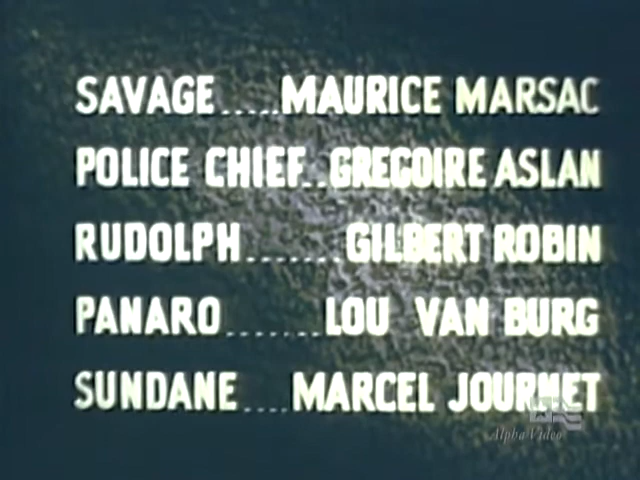 SAVAGE.....MAURICE MARSAC
POLICE CHIEF..GREGOIRE ASLAN
RUDOLPH.......GILBERT ROBIN
PANARO.......LOU VAN BURG
SUNDANE....MARCEL JOURNET
Alpha Video